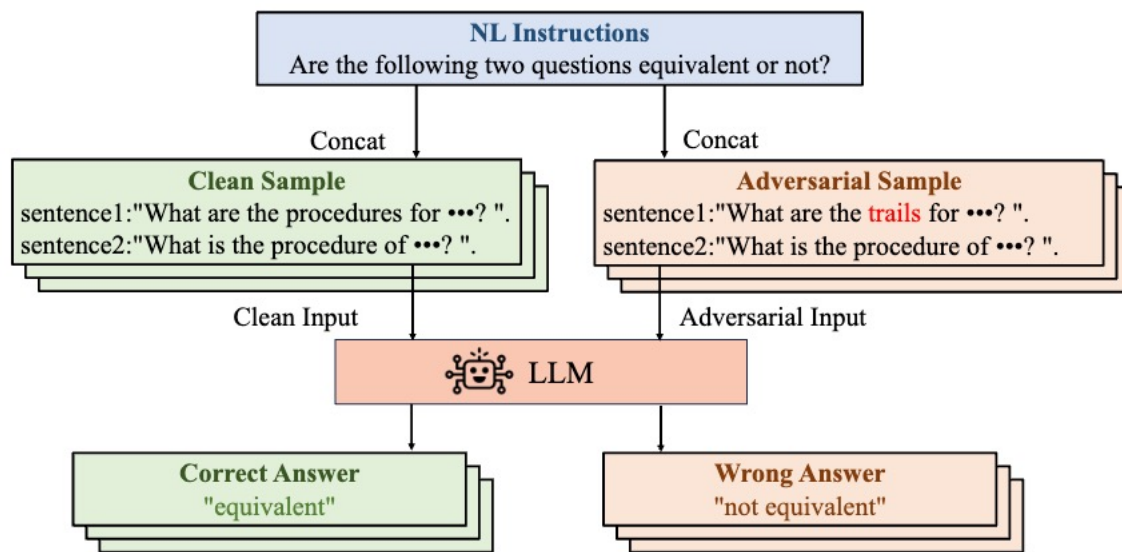 NL Instructions
Are the following two questions equivalent or not?
Concat
Concat
Clean Sample
sentence1:"What are the procedures for •••? ".
sentence2:"What is the procedure of •••? ".
Adversarial Sample
sentence1:"What are the trails for •••? ".
sentence2:"What is the procedure of •••? ".
Clean Input
Adversarial Input
LLM
Correct Answer
"equivalent"
Wrong Answer
"not equivalent"